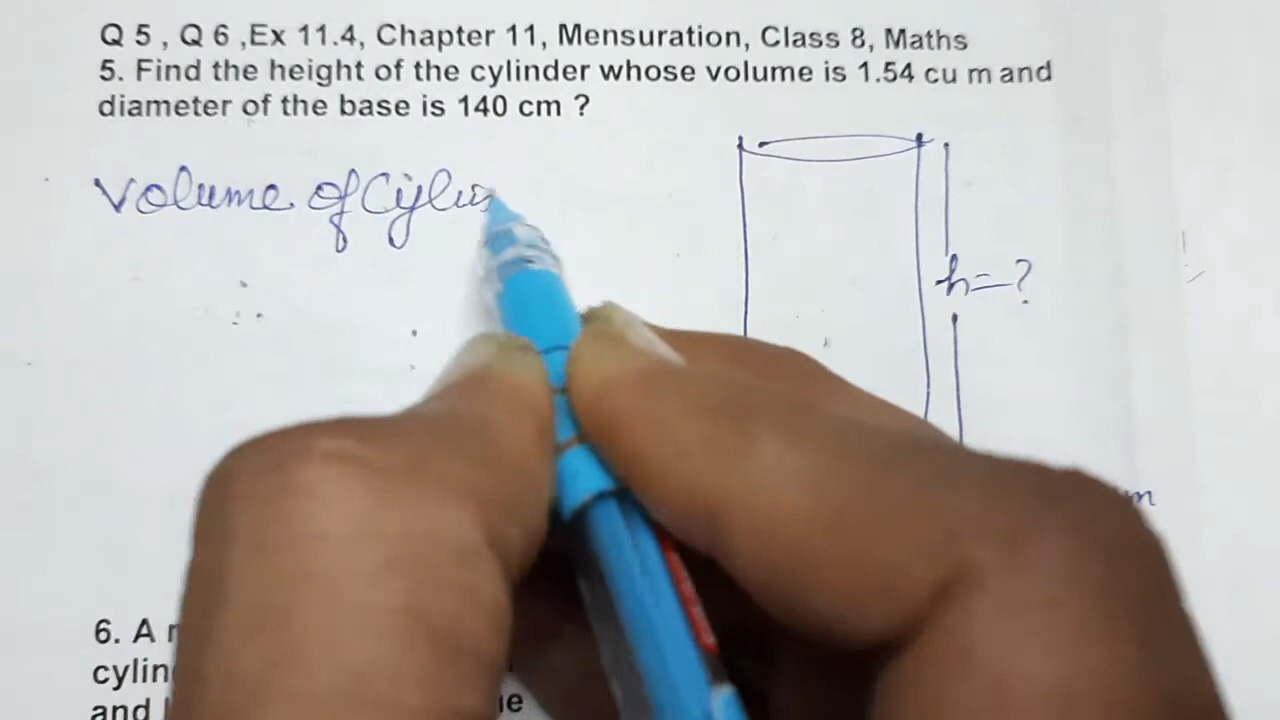 Q 5 , Q 6 ,Ex 11.4, Chapter 11, Mensuration, Class 8, Maths
5. Find the height of the cylinder whose volume is 1.54 cu m and
diameter of the base is 140 cm ?
Volume of Cylin
h=?
m
6. A
cylin
and